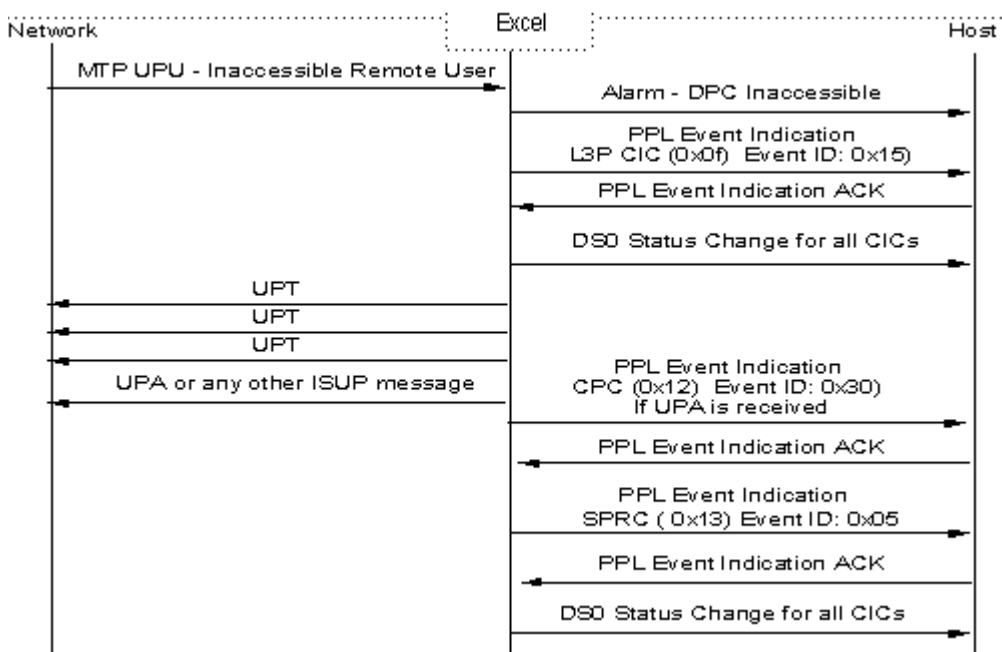 Network
Excel
Host
MTP UPU - Inaccessible Remote User
Alarm - DPC Inaccessible
PPL Event Indication
L3P CIC (0x0f) Event ID: 0x15)
PPL Event Indication ACK
DS0 Status Change for all CICs
UPT
UPT
UPT
UPA or any other ISUP message
PPL Event Indication
CPC (0x12) Event ID: 0x30)
If UPA is received
PPL Event Indication ACK
PPL Event Indication
SPRC ( 0x13) Event ID: 0x05
PPL Event Indication ACK
DS0 Status Change for all CICs